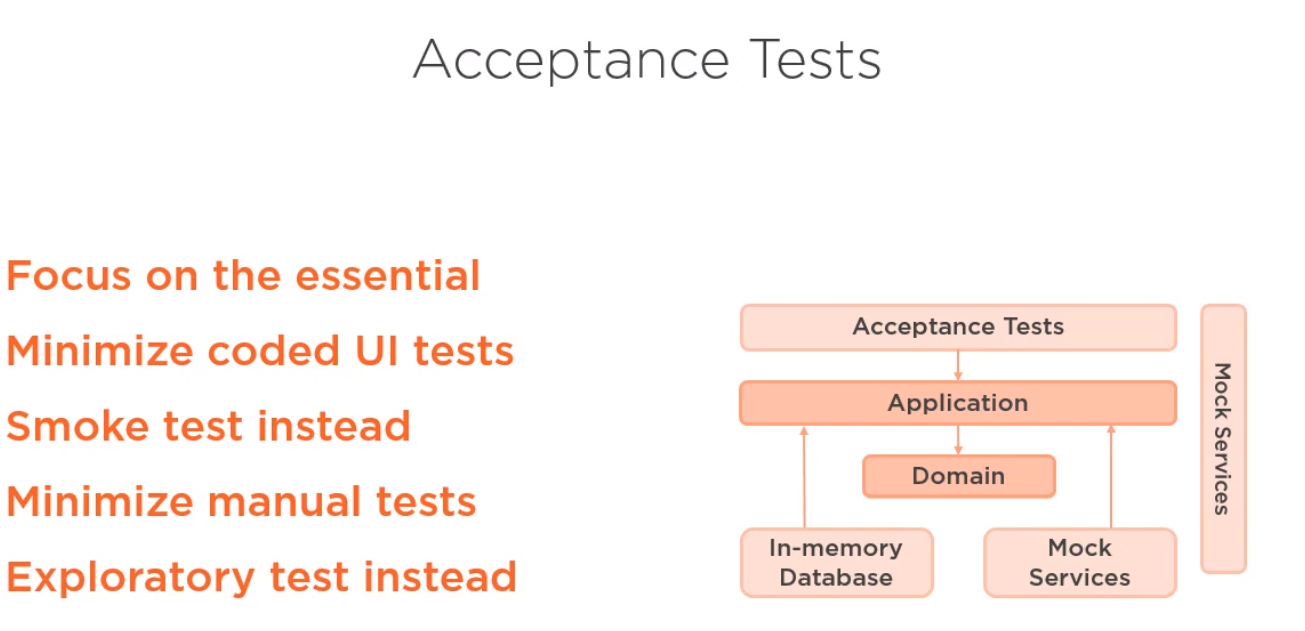 Acceptance Tests
Focus on the essential
Minimize coded UI tests
Smoke test instead
Minimize manual tests
Exploratory test instead
Acceptance Tests
Application
Domain
In-memory
Database
Mock
Services
Mock Services